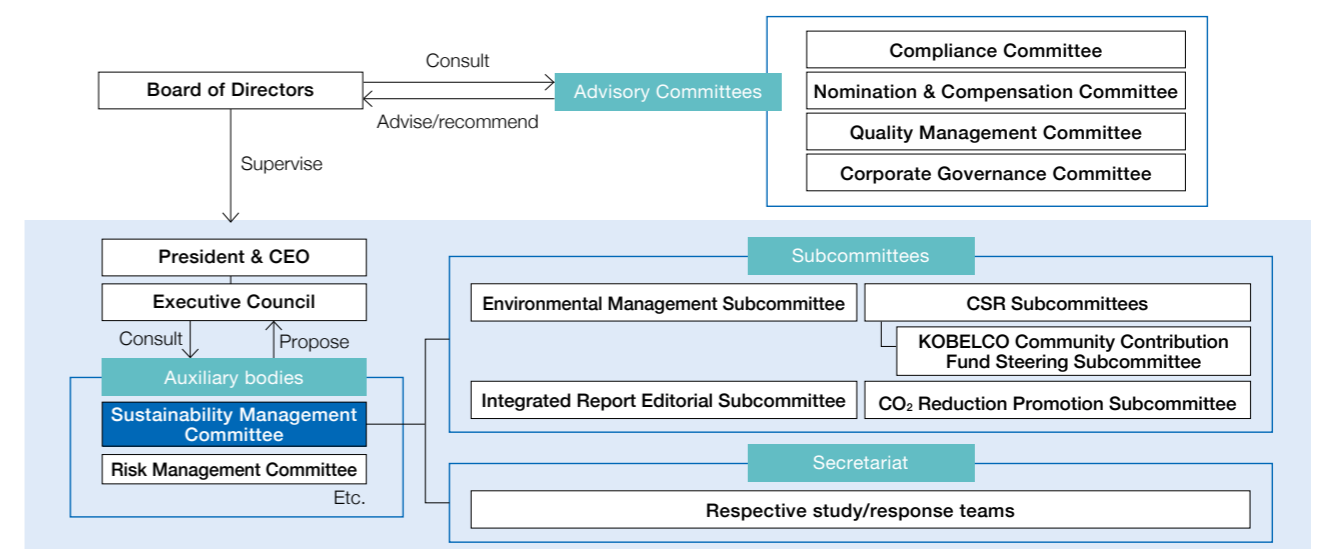 Board of Directors
Consult
Advise/recommend
Advisory Committees
Compliance Committee
Nomination & Compensation Committee
Quality Management Committee
Corporate Governance Committee
Supervise
President & CEO
Executive Council
Consult
Propose
Auxiliary bodies
Sustainability Management
Committee
Risk Management Committee
Etc.
Subcommittees
Environmental Management Subcommittee
CSR Subcommittees
KOBELCO Community Contribution
Fund Steering Subcommittee
Integrated Report Editorial Subcommittee
CO₂ Reduction Promotion Subcommittee
Secretariat
Respective study/response teams